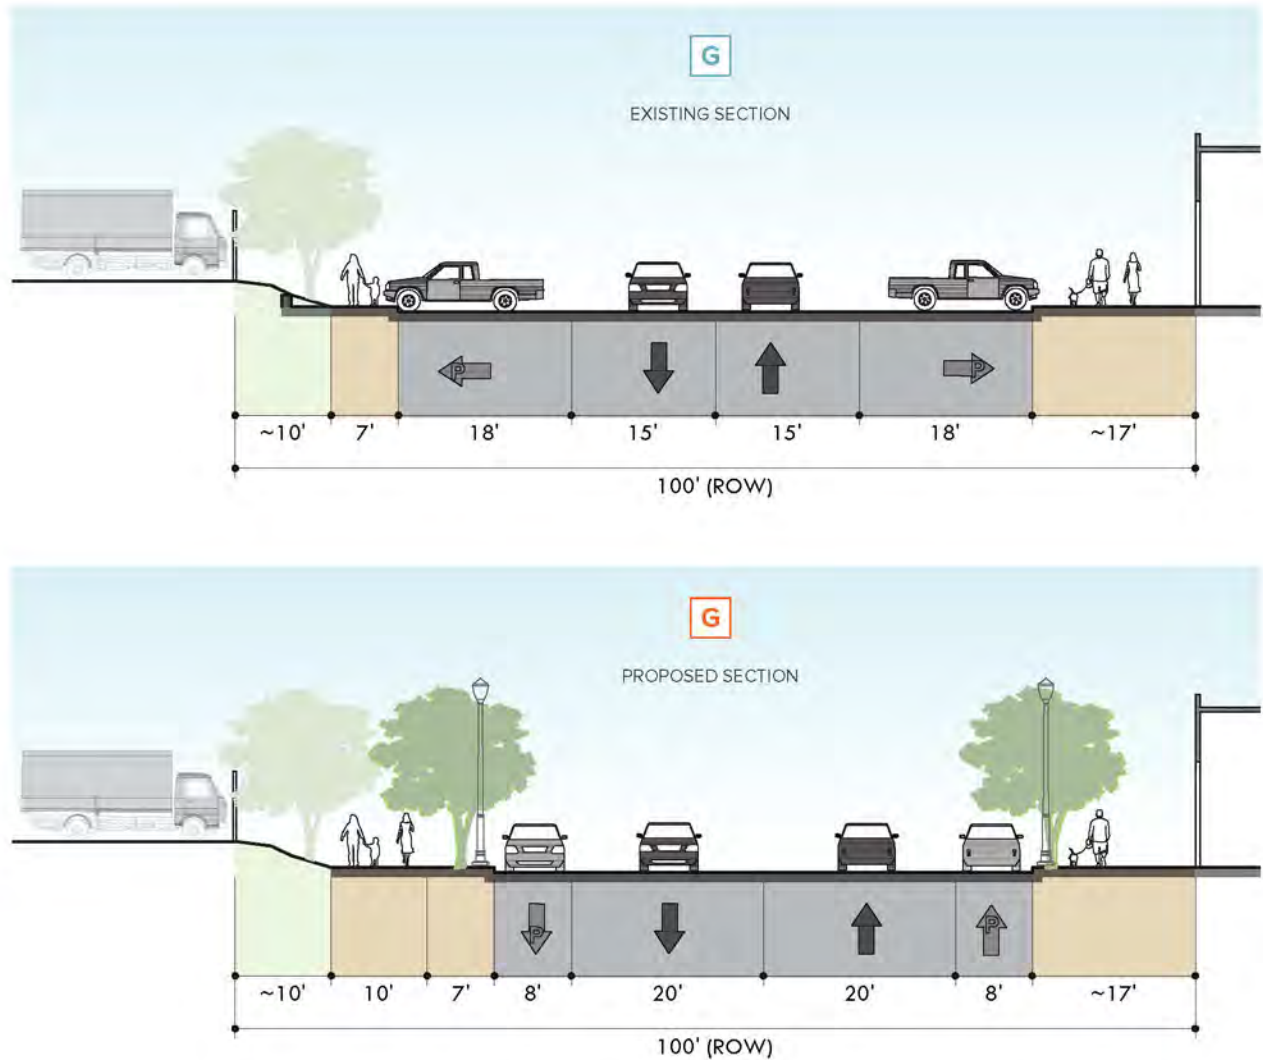 G
EXISTING SECTION
P P
~10' 7' 18' 15' 15' 18' ~17'
100' (ROW)
G
PROPOSED SECTION
P P
~10' 10' 7' 8' 20' 20' 8' ~17'
100' (ROW)